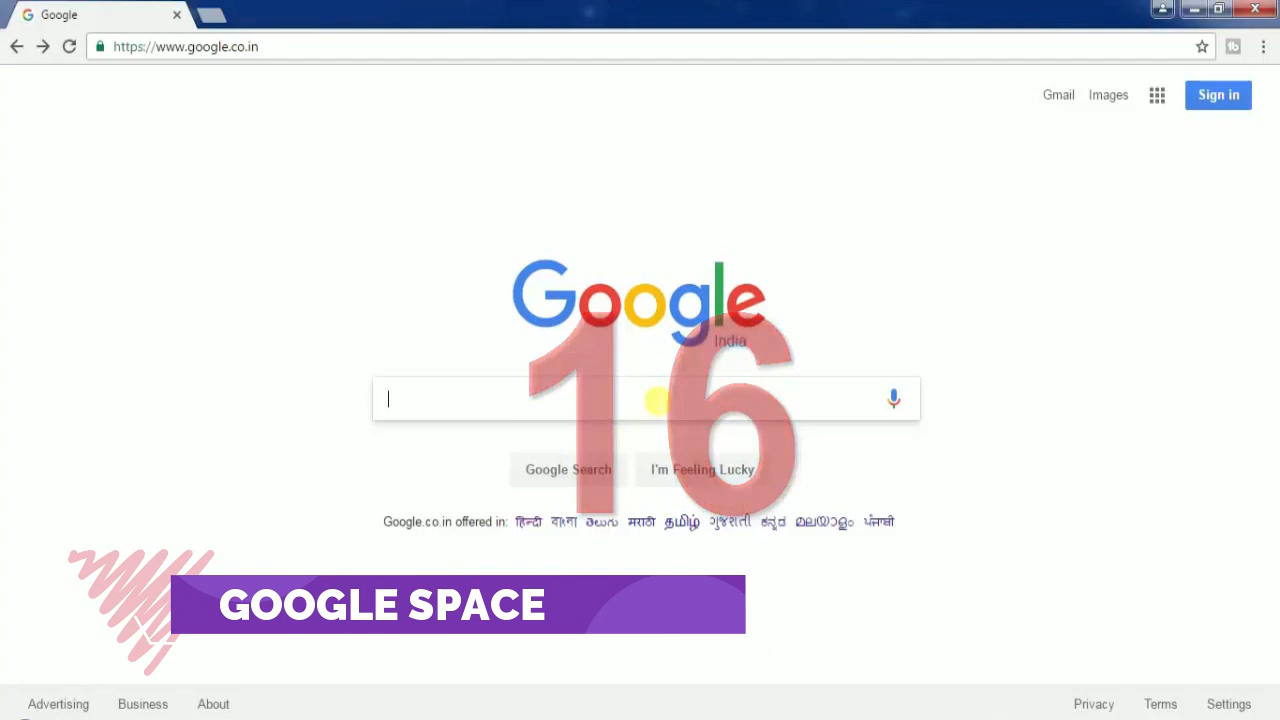 Google
https://www.google.co.in
Gmail Images Sign in
Google
India
16
Google Search I'm Feeling Lucky
Google.co.in offered in: हिन्दी বাংলা తెలుగు मराठी தமிழ் ગુજરાતી ಕನ್ನಡ മലയാളം ਪੰਜਾਬੀ
GOOGLE SPACE
Advertising Business About Privacy Terms Settings